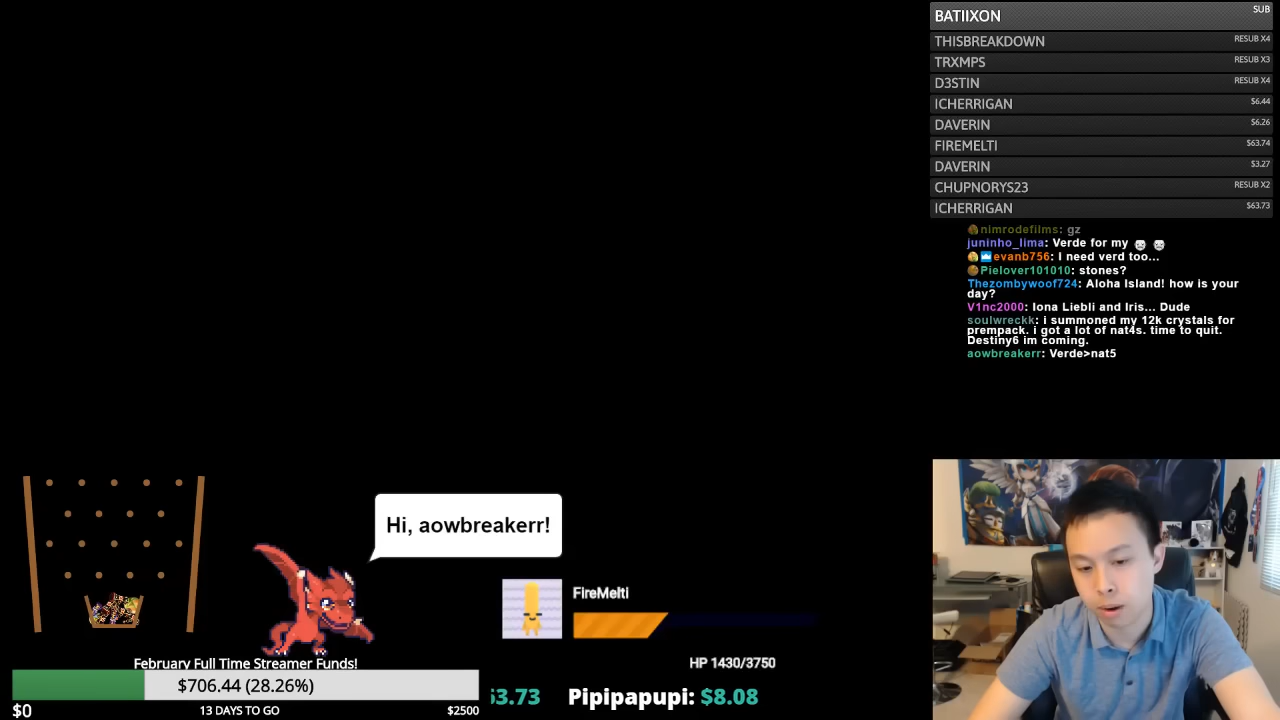 BATIIXON SUB
THISBREAKDOWN RESUB X4
TRXMPS RESUB X3
D3STIN RESUB X4
ICHERRIGAN $6.44
DAVERIN $6.26
FIREMELTI $63.74
DAVERIN $3.27
CHUPNORYS23 RESUB X2
ICHERRIGAN $63.73
nimrodefilms: gz
juninho_lima: Verde for my
evanb756: I need verd too...
Pielover101010: stones?
Thezombywoof724: Aloha Island! how is your
day?
V1nc2000: Iona Liebli and Iris... Dude
soulwreckk: i summoned my 12k crystals for
prempack. i got a lot of nat4s. time to quit.
Destiny6 im coming.
aowbreakerr: Verde>nat5
Hi, aowbreakerr!
FireMelti
HP 1430/3750
February Full Time Streamer Funds!
$706.44 (28.26%)
$0 13 DAYS TO GO $2500
3.73 Pipipapupi: $8.08